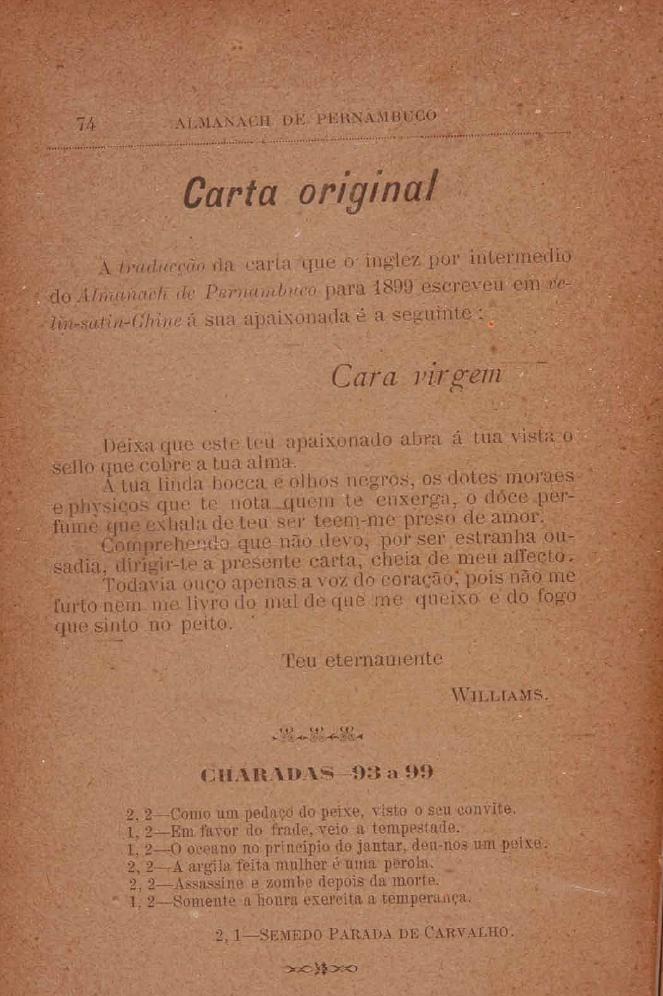 74 ALMANACH DE PERNAMBUCO
Carta original
A traducção da carta que o inglez por intermedio
do Almanach de Pernambuco para 1899 escreveu em ve-
lin-satin-Chine á sua apaixonada é a seguinte :
Cara virgem
Deixa que este teu apaixonado abra á tua vista o
sello que cobre a tua alma.
A tua linda bocca e olhos negros, os dotes moraes
e physicos que te nota quem te enxerga, o dôce per-
fume que exhala de teu ser teem-me preso de amor.
Comprehendo que não devo, por ser estranha ou-
sadia, dirigir-te a presente carta, cheia de meu affecto.
Todavia ouço apenas a voz do coração, pois não me
furto nem me livro do mal de que me queixo e do fogo
que sinto no peito.
Teu eternamente
WILLIAMS.
CHARADAS—93 a 99
2, 2—Como um pedaço do peixe, visto o seu convite.
1, 2—Em favor do frade, veio a tempestade.
1, 2—O oceano no principio do jantar, deu-nos um peixe.
2, 2—A argila feita mulher é uma perola.
2, 2—Assassine e zombe depois da morte.
1, 2—Somente a honra exercita a temperança.
2, 1—SEMEDO PARADA DE CARVALHO.